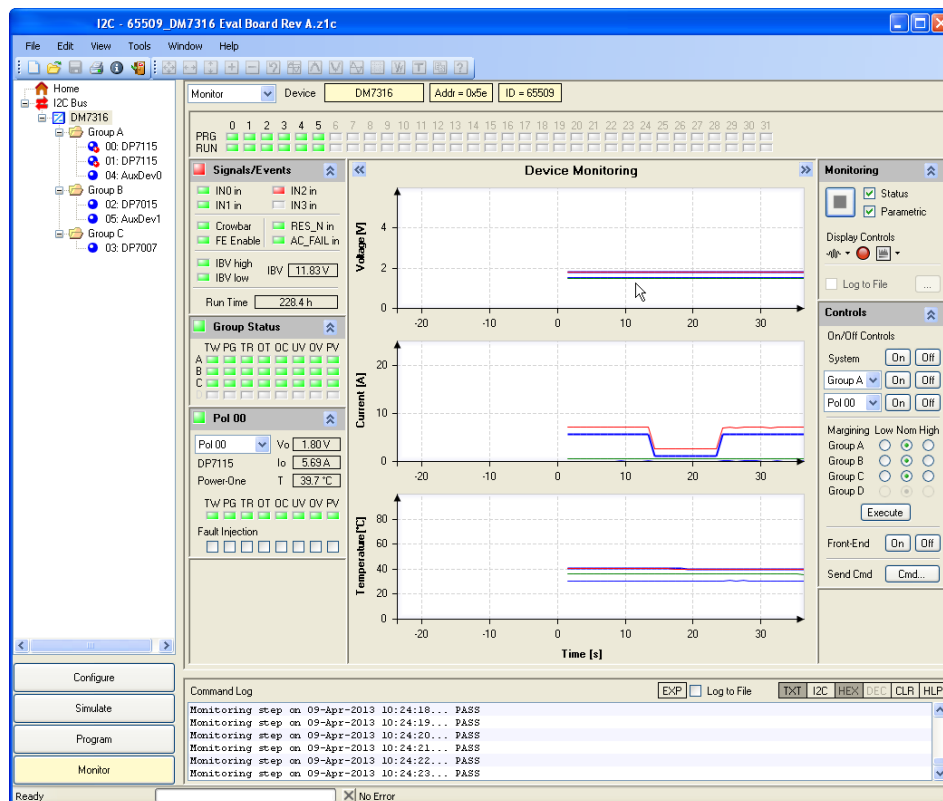 I2C - 65509_DM7316 Eval Board Rev A.z1c
File Edit View Tools Window Help
Home
I2C Bus
DM7316
Group A
00: DP7115
01: DP7115
04: AuxDev0
Group B
02: DP7015
05: AuxDev1
Group C
03: DP7007
Configure
Simulate
Program
Monitor
Monitor Device DM7316 Addr = 0x5e ID = 65509
0 1 2 3 4 5 6 7 8 9 10 11 12 13 14 15 16 17 18 19 20 21 22 23 24 25 26 27 28 29 30 31
PRG
RUN
Signals/Events
IN0 in IN2 in
IN1 in IN3 in
Crowbar RES_N in
FE Enable AC_FAIL in
IBV high
IBV low
IBV 11.83 V
Run Time 228.4 h
Group Status
TW PG TR OT OC UV OV PV
A
B
C
D
Pol 00
Pol 00 Vo 1.80 V
DP7115 Io 5.69 A
Power-One T 39.7 °C
TW PG TR OT OC UV OV PV
Fault Injection
Device Monitoring
Voltage [V]
4
2
0
-20 -10 0 10 20 30
Current [A]
20
10
0
-20 -10 0 10 20 30
Temperature[°C]
80
60
40
20
0
-20 -10 0 10 20 30
Time [s]
Monitoring
Status
Parametric
Display Controls
Log to File ...
Controls
On/Off Controls
System On Off
Group A On Off
Pol 00 On Off
Margining Low Nom High
Group A
Group B
Group C
Group D
Execute
Front-End On Off
Send Cmd Cmd...
Command Log EXP Log to File TXT I2C HEX DEC CLR HLP
Monitoring step on 09-Apr-2013 10:24:18... PASS
Monitoring step on 09-Apr-2013 10:24:19... PASS
Monitoring step on 09-Apr-2013 10:24:20... PASS
Monitoring step on 09-Apr-2013 10:24:21... PASS
Monitoring step on 09-Apr-2013 10:24:22... PASS
Monitoring step on 09-Apr-2013 10:24:23... PASS
Ready No Error